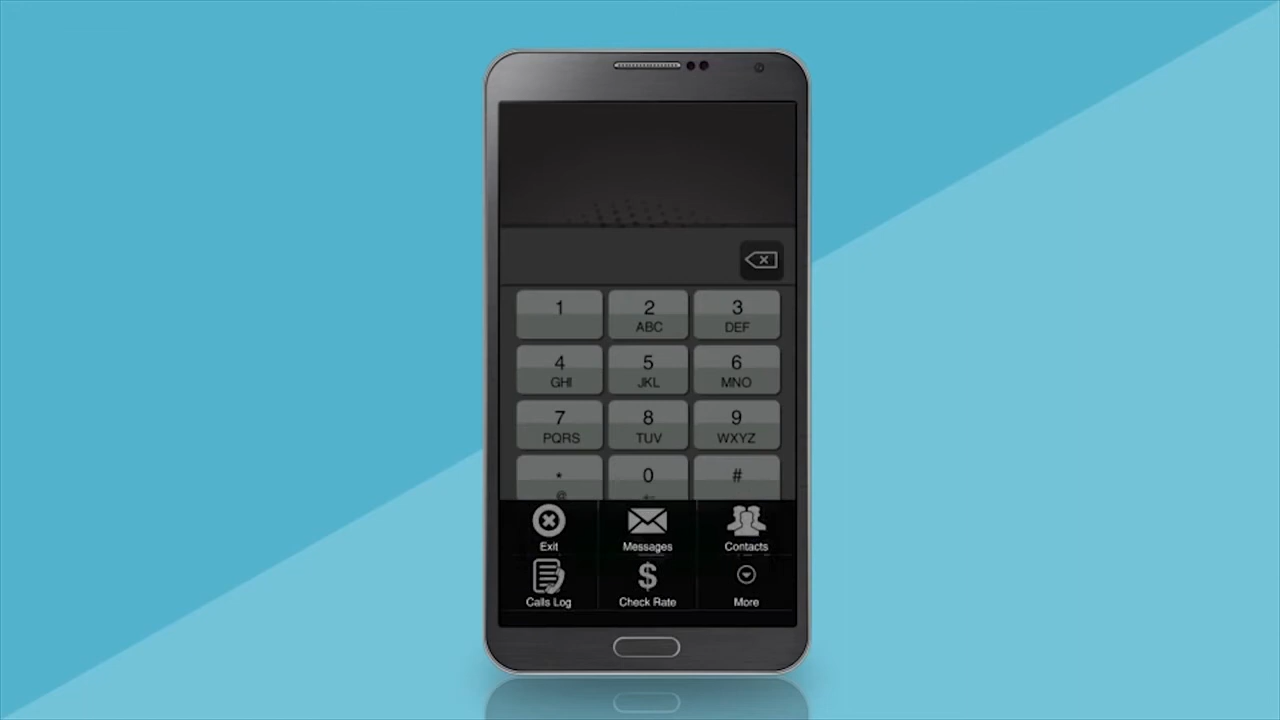 1 2 3
ABC DEF
4 5 6
GHI JKL MNO
7 8 9
PQRS TUV WXYZ
* 0 #
@
Exit Messages Contacts
$
Calls Log Check Rate More